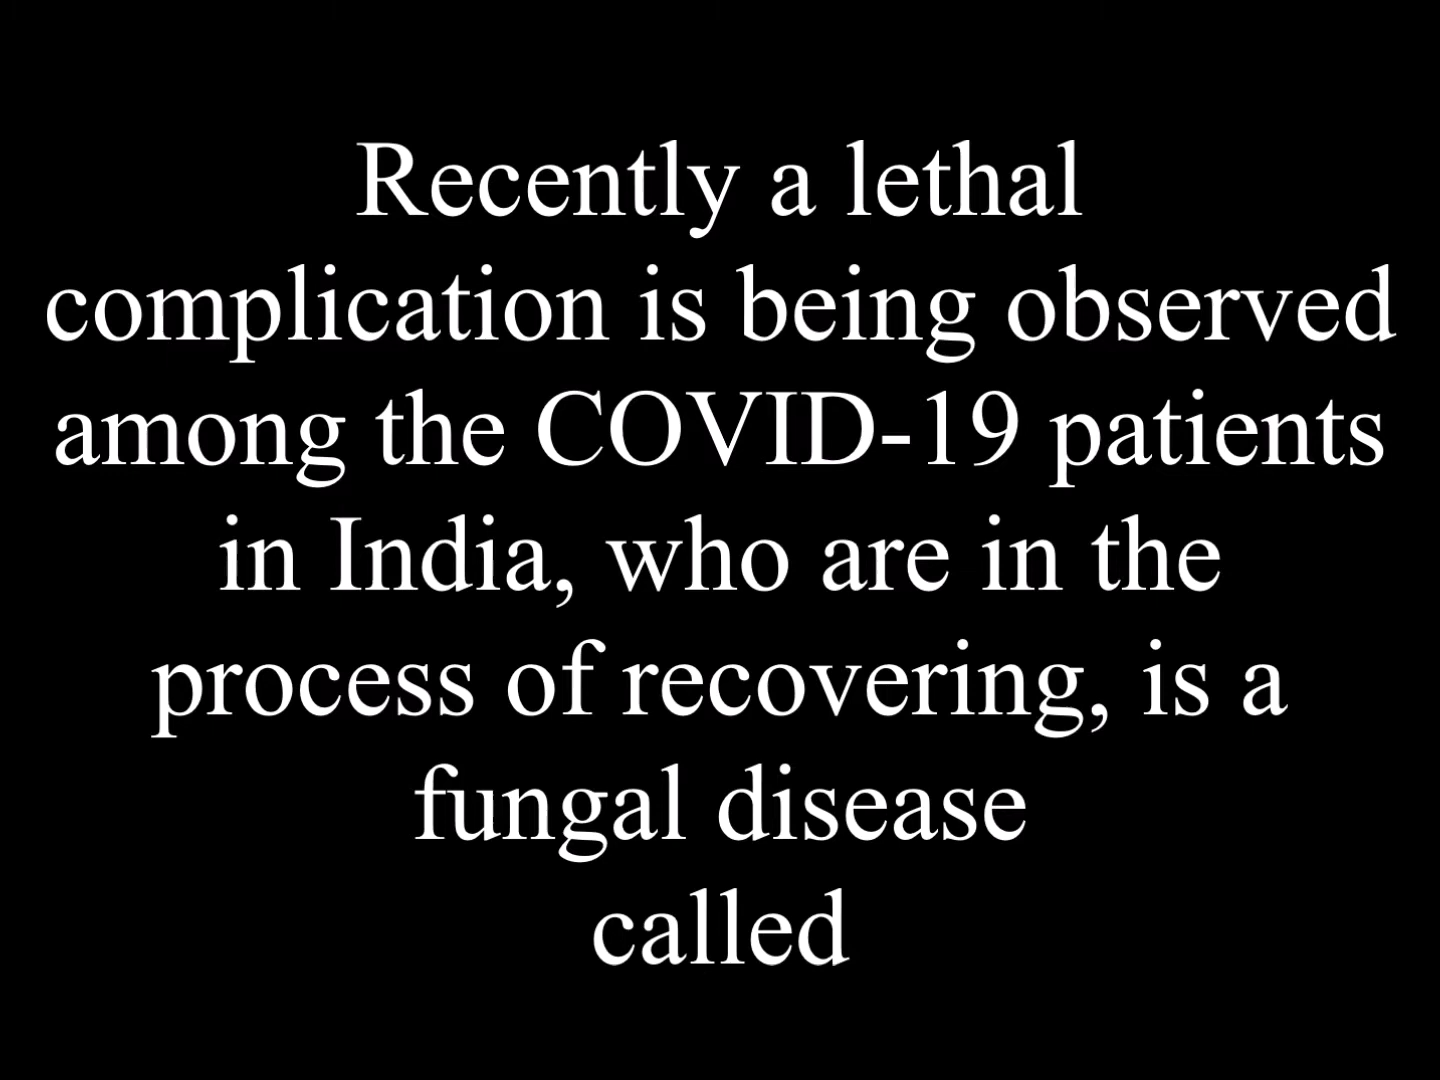 Recently a lethal
complication is being observed
among the COVID-19 patients
in India, who are in the
process of recovering, is a
fungal disease
called